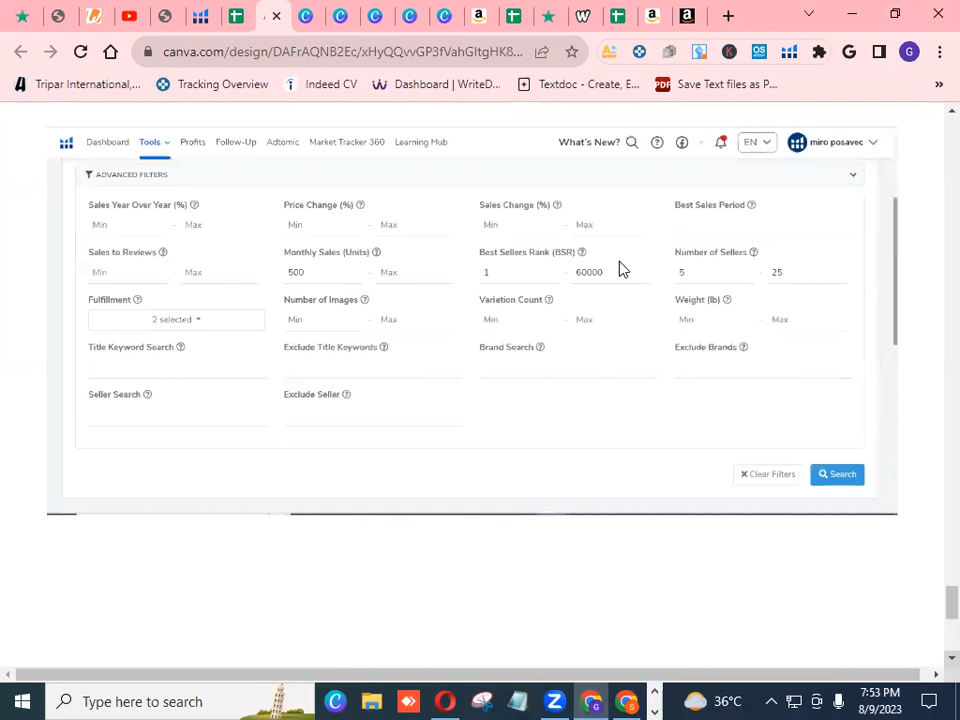 canva.com/design/DAFrAQNB2Ec/xHyQQvvGP3VahGItgHK8...
G
Tripar International,...
Tracking Overview
Indeed CV
Dashboard | WriteD...
Textdoc - Create, E...
PDF
Save Text files as P...
»
Dashboard
Tools
Profits
Follow-Up
Adtomic
Market Tracker 360
Learning Hub
What's New?
EN
miro posavec
ADVANCED FILTERS
Sales Year Over Year (%)
Price Change (%)
Sales Change (%)
Best Sales Period
Min - Max
Min - Max
Min - Max
Sales to Reviews
Monthly Sales (Units)
Best Sellers Rank (BSR)
Number of Sellers
Min - Max
500 - Max
1 - 60000
5 - 25
Fulfillment
Number of Images
Variation Count
Weight (lb)
2 selected
Min - Max
Min - Max
Min - Max
Title Keyword Search
Exclude Title Keywords
Brand Search
Exclude Brands
Seller Search
Exclude Seller
Clear Filters
Search
Type here to search
36°C
7:53 PM
8/9/2023